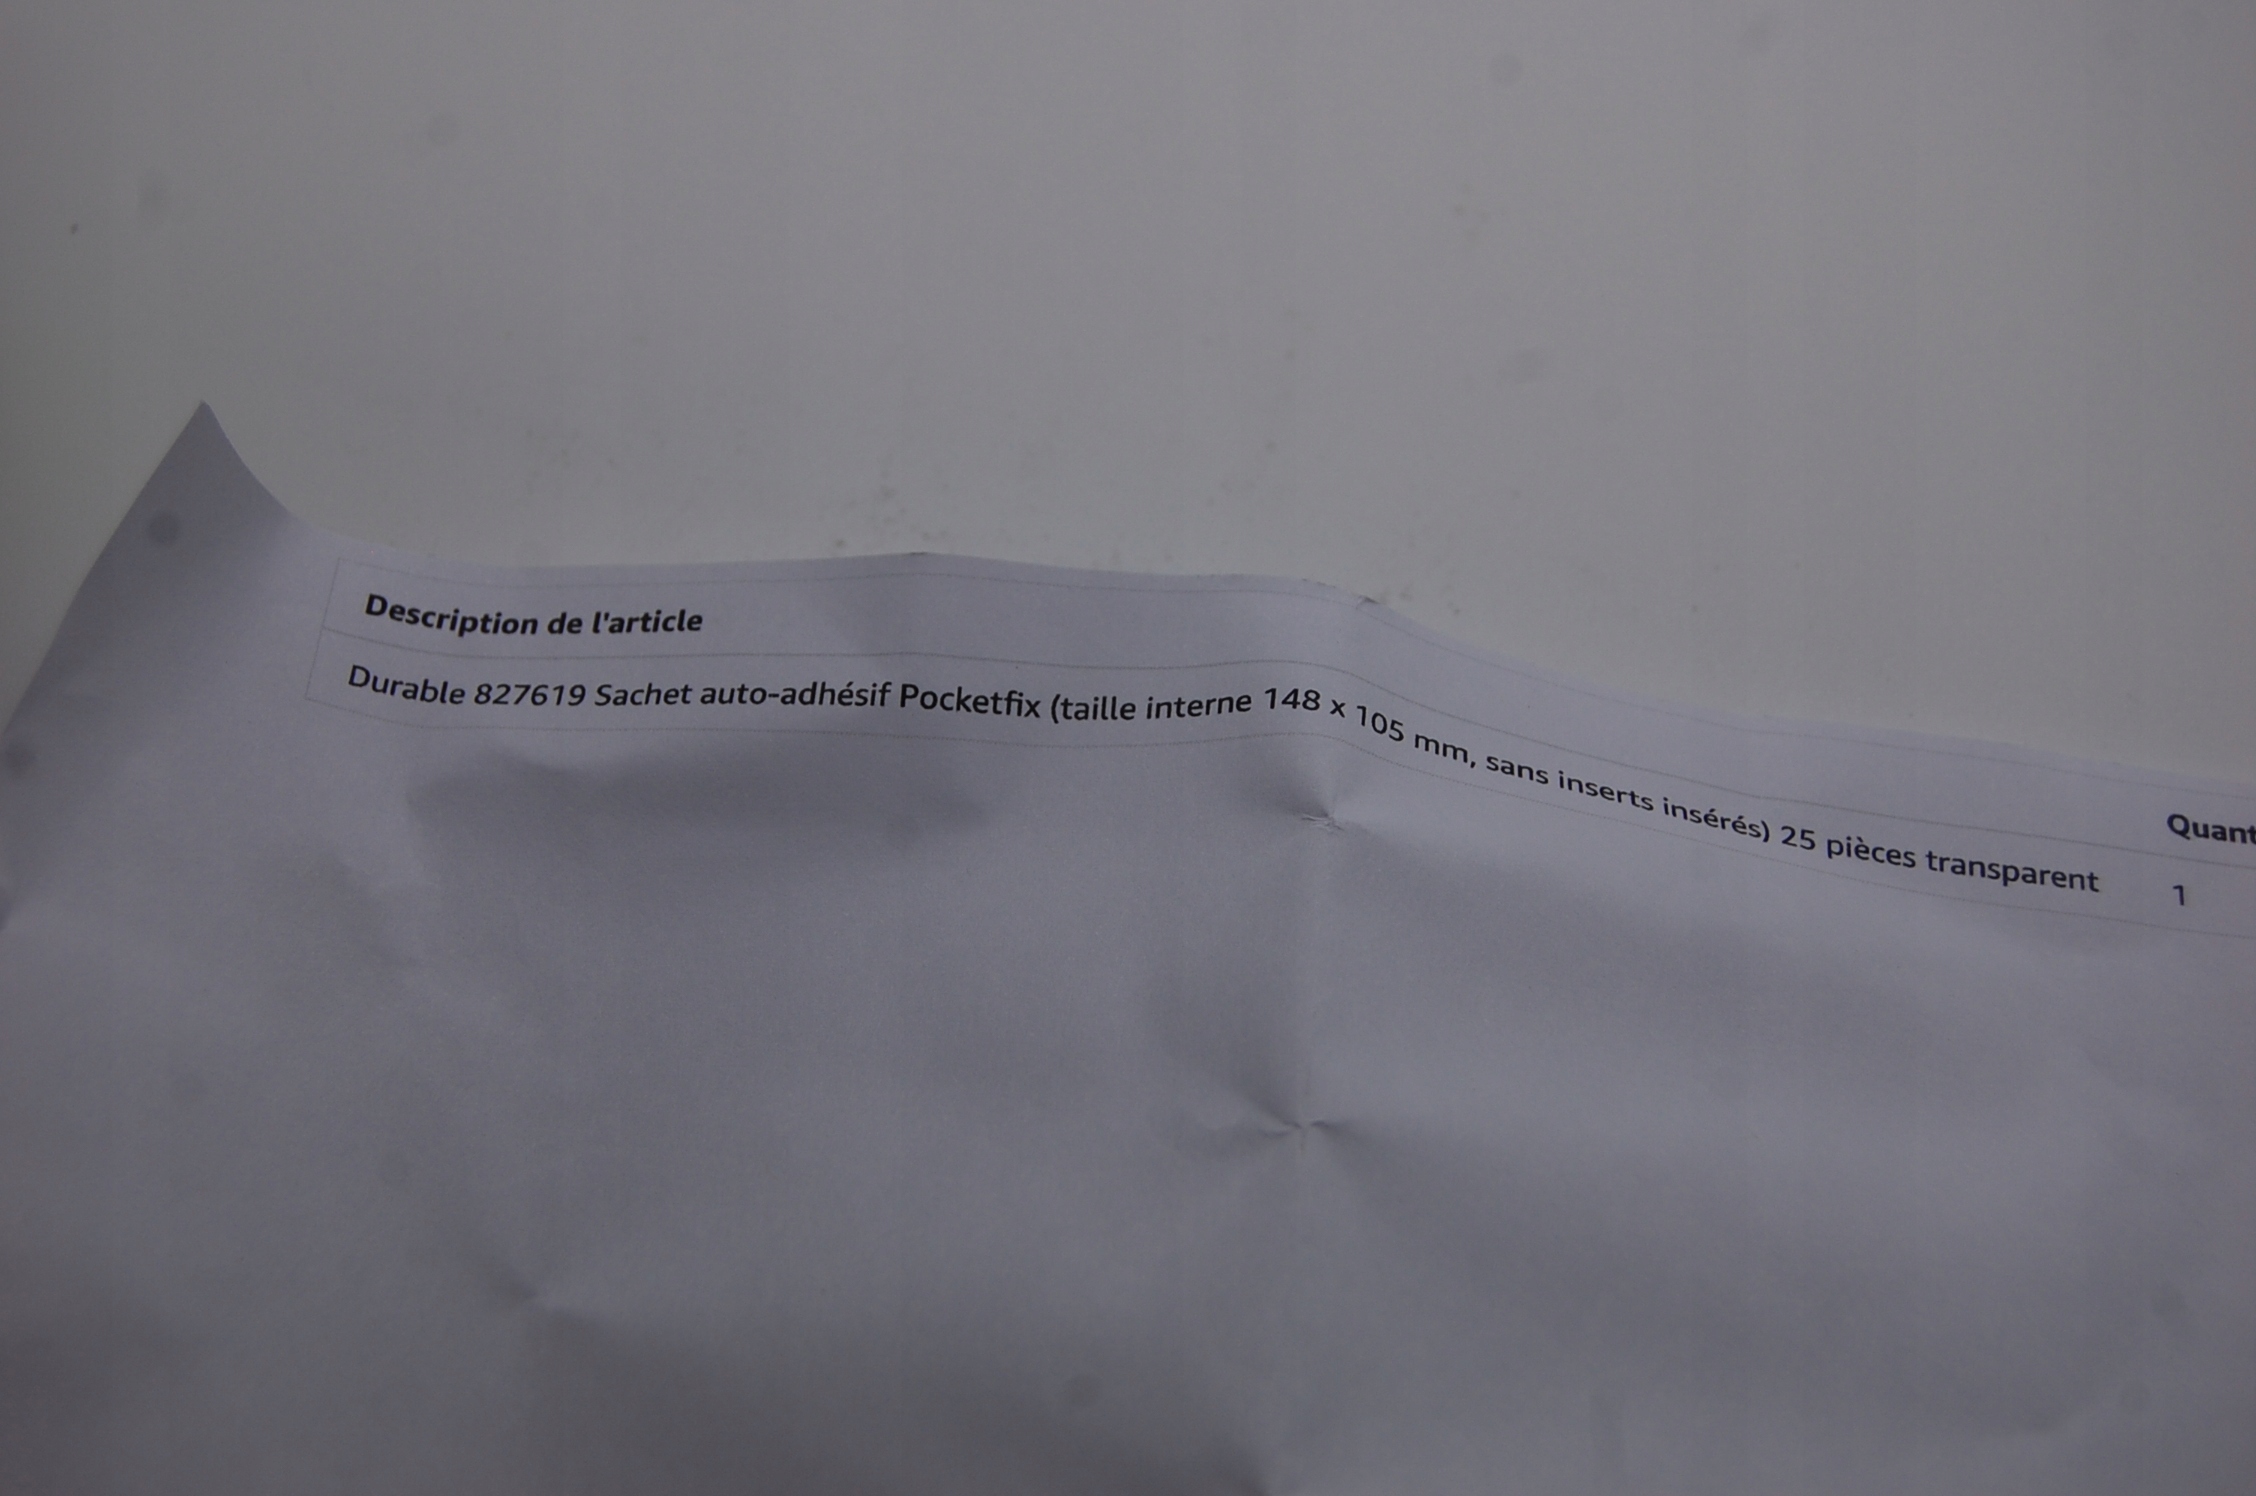 Description de l'article
Quant
Durable 827619 Sachet auto-adhésif Pocketfix (taille interne 148 x 105 mm, sans inserts insérés) 25 pièces transparent
1